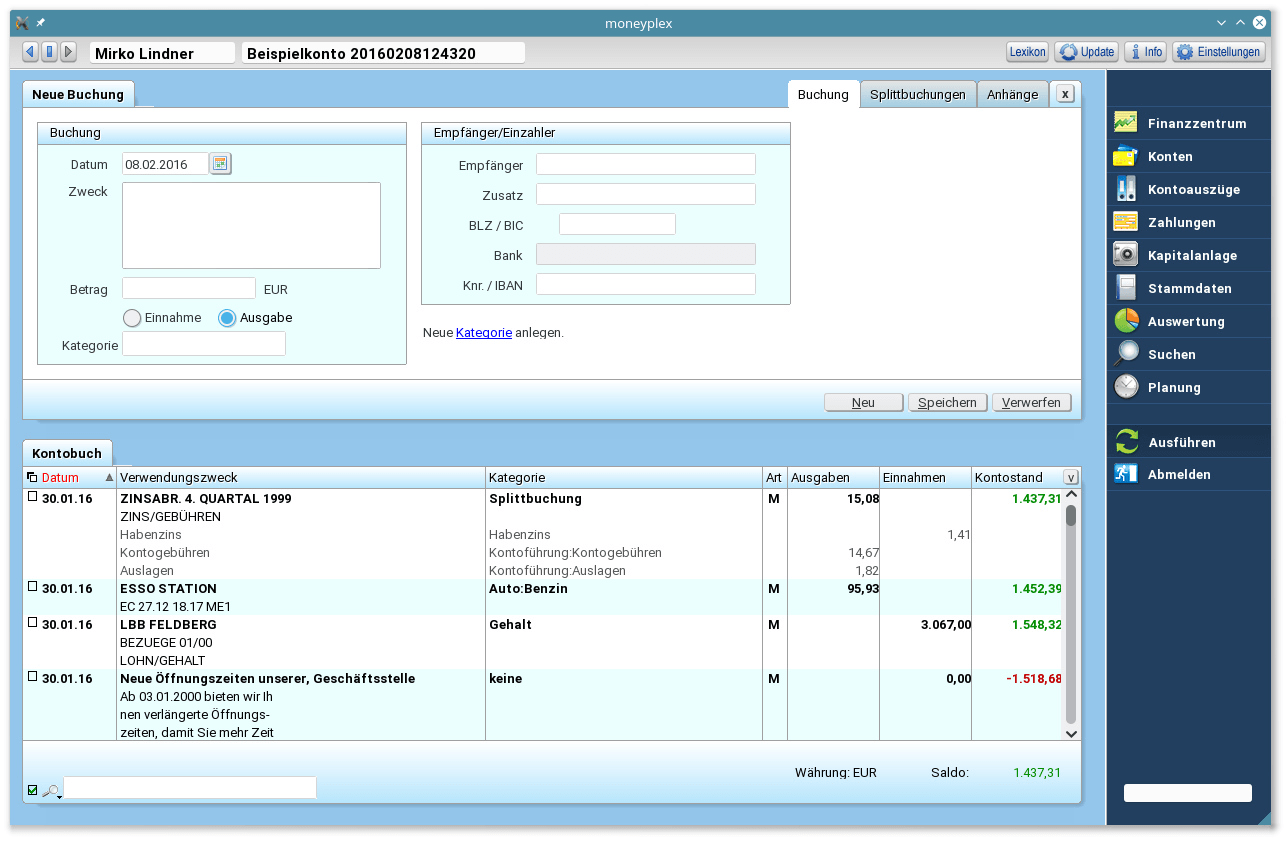 moneyplex
Mirko Lindner
Beispielkonto 20160208124320
Lexikon
Update
Info
Einstellungen
Neue Buchung
Buchung
Splittbuchungen
Anhänge
x
Buchung
Datum 08.02.2016
Zweck
Betrag EUR
Einnahme Ausgabe
Kategorie
Empfänger/Einzahler
Empfänger
Zusatz
BLZ / BIC
Bank
Knr. / IBAN
Neue Kategorie anlegen.
Neu Speichern Verwerfen
Kontobuch
Datum Verwendungszweck Kategorie Art Ausgaben Einnahmen Kontostand v
30.01.16 ZINSABR. 4. QUARTAL 1999 Splittbuchung M 15,08 1.437,31
ZINS/GEBÜHREN
Habenzins Habenzins 1,41
Kontogebühren Kontoführung:Kontogebühren 14,67
Auslagen Kontoführung:Auslagen 1,82
30.01.16 ESSO STATION Auto:Benzin M 95,93 1.452,39
EC 27.12 18.17 ME1
30.01.16 LBB FELDBERG Gehalt M 3.067,00 1.548,32
BEZUEGE 01/00
LOHN/GEHALT
30.01.16 Neue Öffnungszeiten unserer, Geschäftsstelle keine M 0,00 -1.518,68
Ab 03.01.2000 bieten wir Ih
nen verlängerte Öffnungs-
zeiten, damit Sie mehr Zeit
Währung: EUR Saldo: 1.437,31
Finanzzentrum
Konten
Kontoauszüge
Zahlungen
Kapitalanlage
Stammdaten
Auswertung
Suchen
Planung
Ausführen
Abmelden